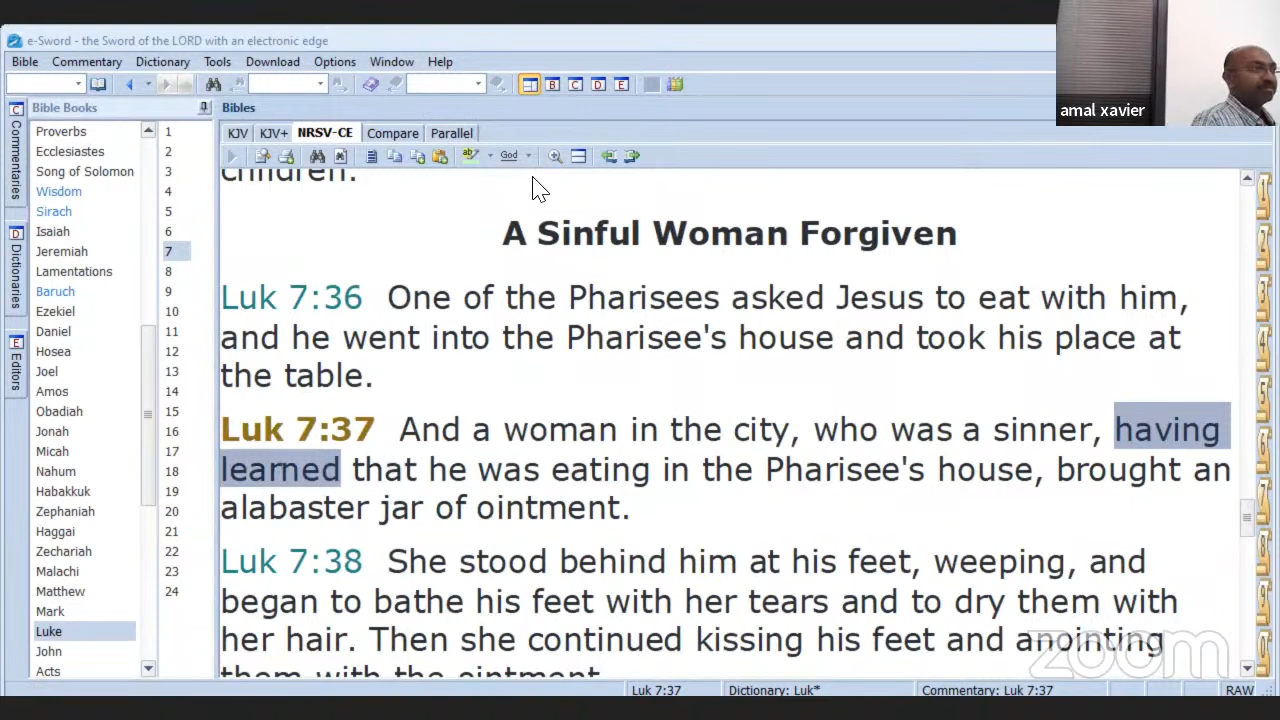 e-Sword - the Sword of the LORD with an electronic edge
Bible Commentary Dictionary Tools Download Options Window Help
amal xavier
Bible Books
Bibles
KJV KJV+ NRSV-CE Compare Parallel
B C D E
God
C Commentaries
D Dictionaries
E Editors
Proverbs
Ecclesiastes
Song of Solomon
Wisdom
Sirach
Isaiah
Jeremiah
Lamentations
Baruch
Ezekiel
Daniel
Hosea
Joel
Amos
Obadiah
Jonah
Micah
Nahum
Habakkuk
Zephaniah
Haggai
Zechariah
Malachi
Matthew
Mark
Luke
John
Acts
1
2
3
4
5
6
7
8
9
10
11
12
13
14
15
16
17
18
19
20
21
22
23
24
children.
A Sinful Woman Forgiven
Luk 7:36 One of the Pharisees asked Jesus to eat with him,
and he went into the Pharisee's house and took his place at
the table.
Luk 7:37 And a woman in the city, who was a sinner, having
learned that he was eating in the Pharisee's house, brought an
alabaster jar of ointment.
Luk 7:38 She stood behind him at his feet, weeping, and
began to bathe his feet with her tears and to dry them with
her hair. Then she continued kissing his feet and anointing
them with the ointment.
zoom
Luk 7:37 Dictionary: Luk* Commentary: Luk 7:37 RAW